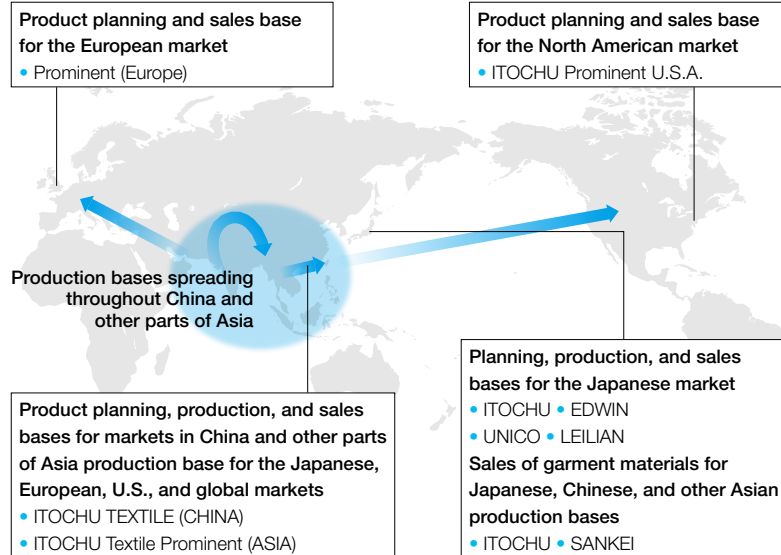 Product planning and sales base
for the European market
• Prominent (Europe)
Product planning and sales base
for the North American market
• ITOCHU Prominent U.S.A.
Production bases spreading
throughout China and
other parts of Asia
Product planning, production, and sales
bases for markets in China and other parts
of Asia production base for the Japanese,
European, U.S., and global markets
• ITOCHU TEXTILE (CHINA)
• ITOCHU Textile Prominent (ASIA)
Planning, production, and sales
bases for the Japanese market
• ITOCHU • EDWIN
• UNICO • LEILIAN
Sales of garment materials for
Japanese, Chinese, and other Asian
production bases
• ITOCHU • SANKEI